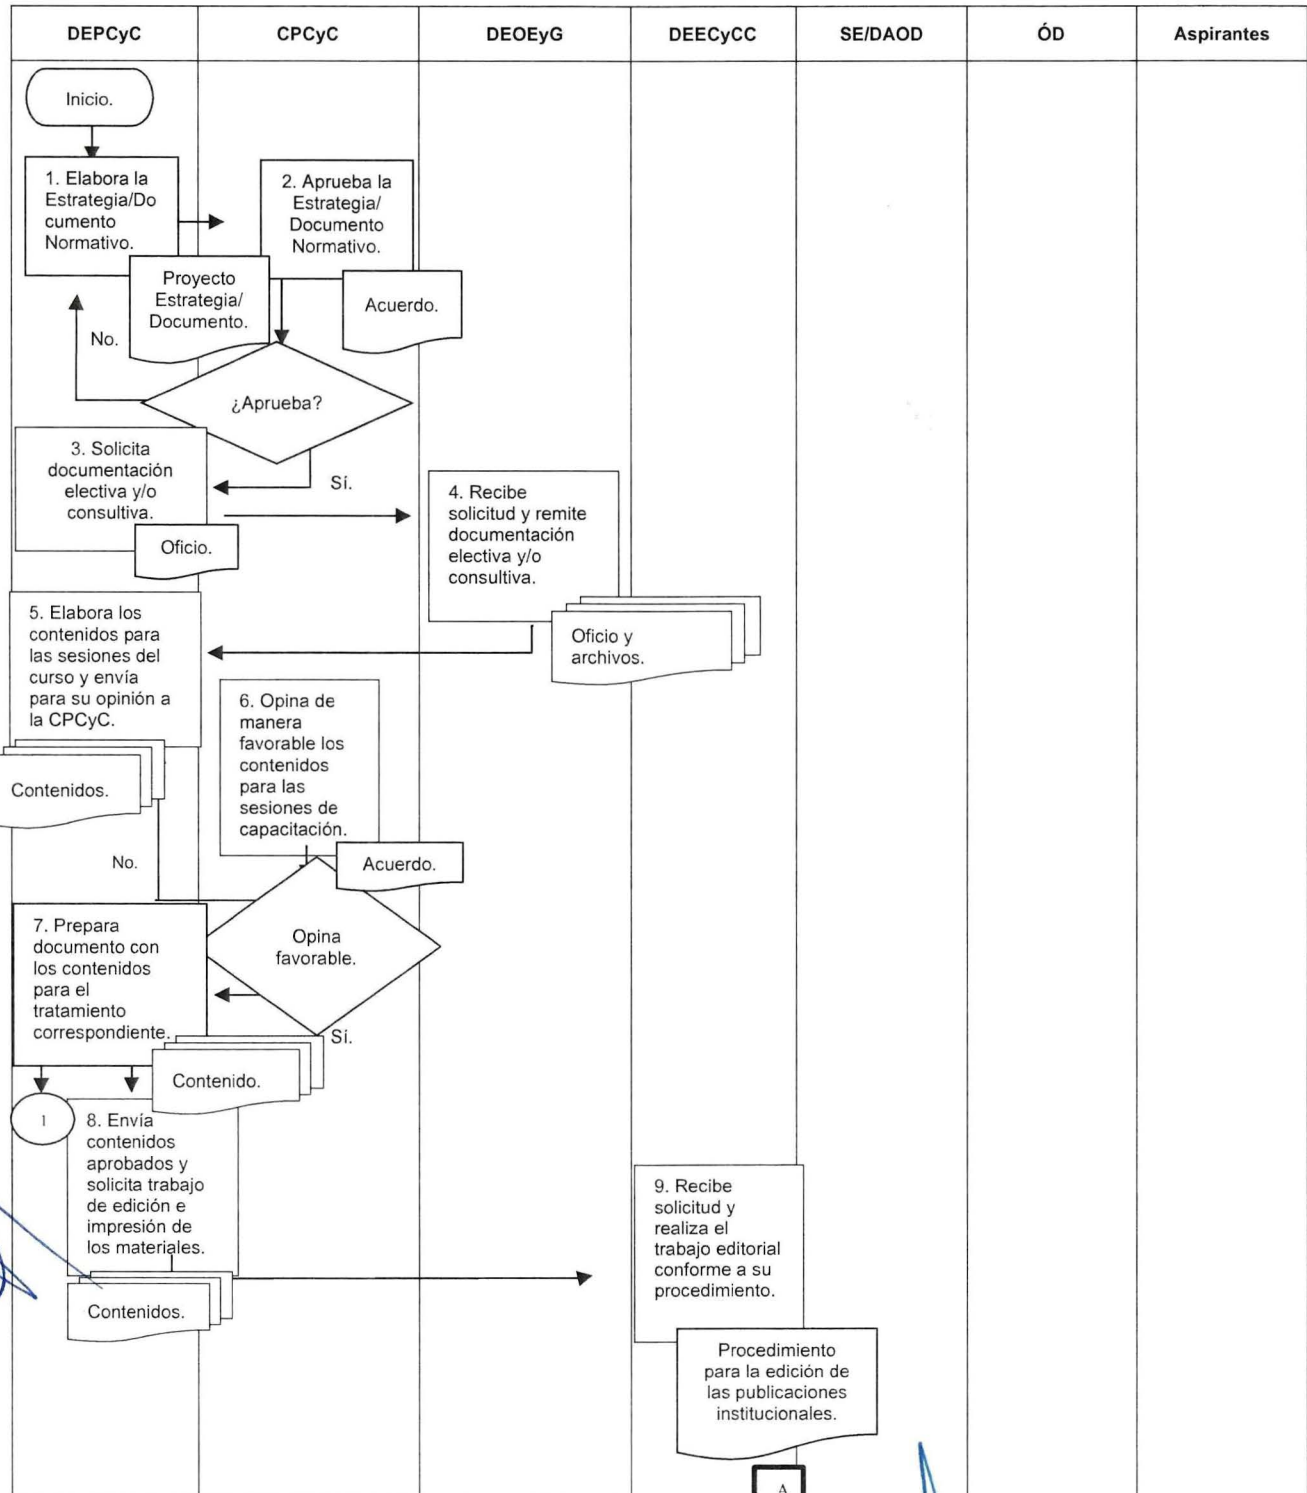 DEPCyC
CPCyC
DEOEyG
DEECyCC
SE/DAOD
ÓD
Aspirantes
Inicio.
1. Elabora la
Estrategia/Do
cumento
Normativo.
2. Aprueba la
Estrategia/
Documento
Normativo.
Proyecto
Estrategia/
Documento.
Acuerdo.
No.
¿Aprueba?
Sí.
3. Solicita
documentación
electiva y/o
consultiva.
Oficio.
4. Recibe
solicitud y remite
documentación
electiva y/o
consultiva.
Oficio y
archivos.
5. Elabora los
contenidos para
las sesiones del
curso y envía
para su opinión a
la CPCyC.
Contenidos.
6. Opina de
manera
favorable los
contenidos
para las
sesiones de
capacitación.
Acuerdo.
No.
Opina
favorable.
Sí.
7. Prepara
documento con
los contenidos
para el
tratamiento
correspondiente.
Contenido.
1
8. Envía
contenidos
aprobados y
solicita trabajo
de edición e
impresión de
los materiales.
Contenidos.
9. Recibe
solicitud y
realiza el
trabajo editorial
conforme a su
procedimiento.
Procedimiento
para la edición de
las publicaciones
institucionales.
A